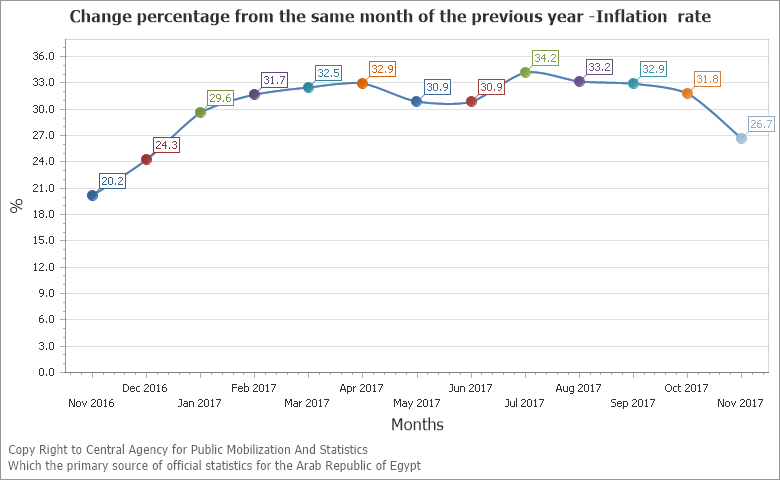 Change percentage from the same month of the previous year -Inflation  rate
36.0
33.0
30.0
27.0
24.0
21.0
18.0
15.0
12.0
9.0
6.0
3.0
0.0
%
20.2
24.3
29.6
31.7
32.5
32.9
30.9
30.9
34.2
33.2
32.9
31.8
26.7
Nov 2016
Dec 2016
Jan 2017
Feb 2017
Mar 2017
Apr 2017
May 2017
Jun 2017
Jul 2017
Aug 2017
Sep 2017
Oct 2017
Nov 2017
Months
Copy Right to Central Agency for Public Mobilization And Statistics
Which the primary source of official statistics for the Arab Republic of Egypt